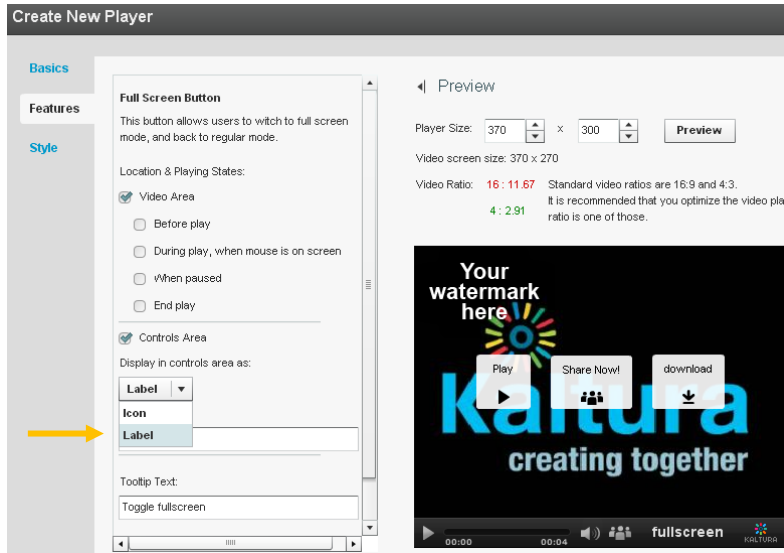 Create New Player
Basics
Features
Style
Full Screen Button
This button allows users to witch to full screen
mode, and back to regular mode.
Location & Playing States:
Video Area
Before play
During play, when mouse is on screen
When paused
End play
Controls Area
Display in controls area as:
Label
Icon
Label
Tooltip Text:
Toggle fullscreen
Preview
Player Size: 370 x 300 Preview
Video screen size: 370 x 270
Video Ratio: 16 : 11.67 Standard video ratios are 16:9 and 4:3.
It is recommended that you optimize the video pla
4 : 2.91 ratio is one of those.
Your
watermark
here
Play Share Now! download
Kaltura
creating together
00:00 00:04 fullscreen KALTURA